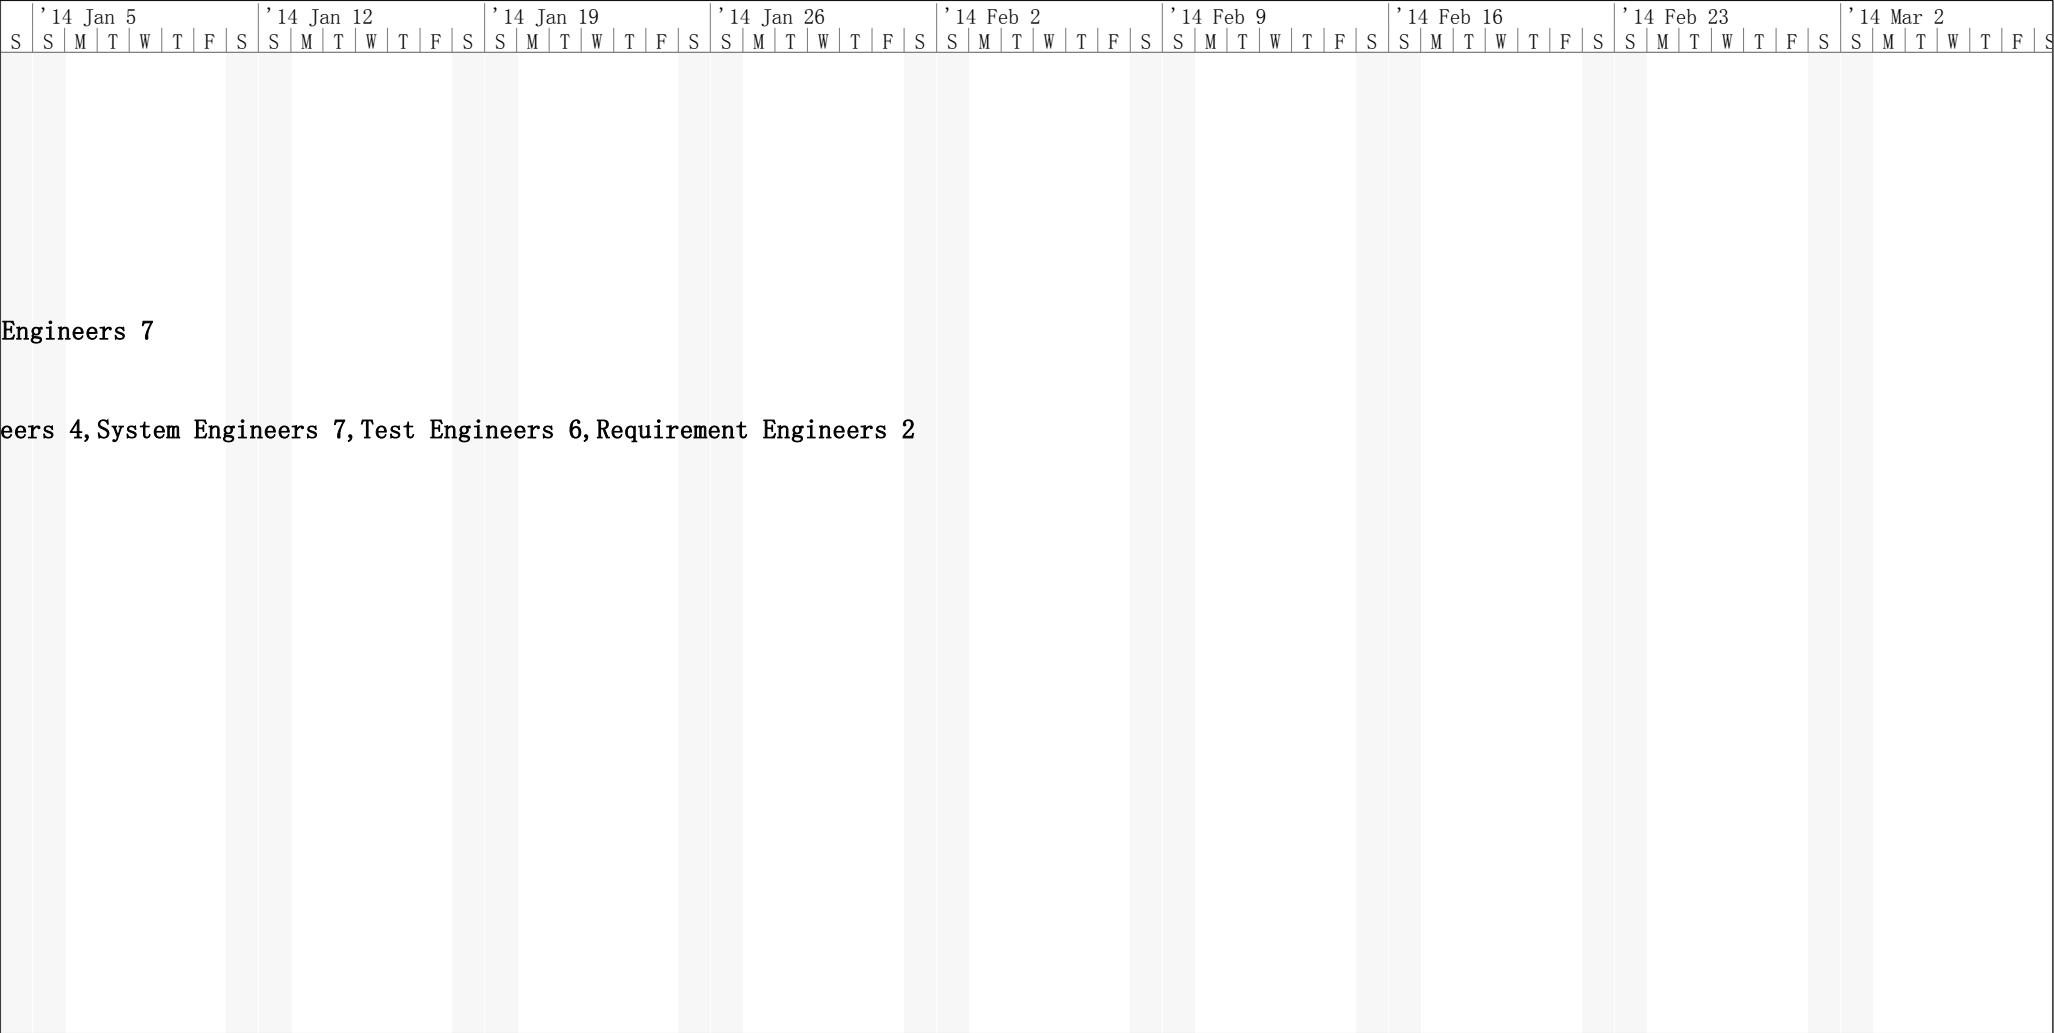 '14 Jan 5 '14 Jan 12 '14 Jan 19 '14 Jan 26 '14 Feb 2 '14 Feb 9 '14 Feb 16 '14 Feb 23 '14 Mar 2
S S M T W T F S S M T W T F S S M T W T F S S M T W T F S S M T W T F S S M T W T F S S M T W T F S S M T W T F S S M T W T F S
Engineers 7
eers 4,System Engineers 7,Test Engineers 6,Requirement Engineers 2